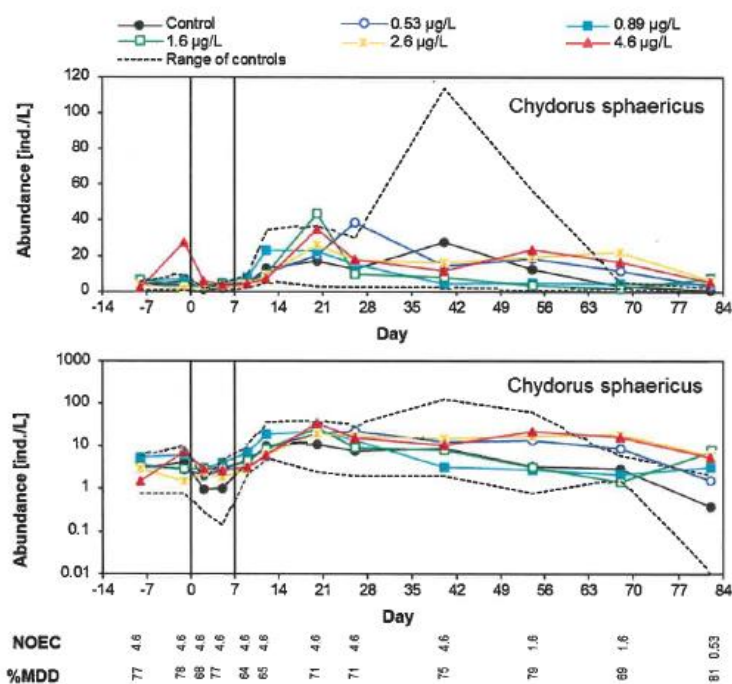 Control 0.53 µg/L 0.89 µg/L
1.6 µg/L 2.6 µg/L 4.6 µg/L
Range of controls
120
100
80
60
40
20
0
Abundance [ind./L]
Chydorus sphaericus
-14 -7 0 7 14 21 28 35 42 49 56 63 70 77 84
Day
1000
100
10
1
0.1
0.01
Abundance [ind./L]
Chydorus sphaericus
-14 -7 0 7 14 21 28 35 42 49 56 63 70 77 84
Day
NOEC 4.6 4.6 4.6 4.6 4.6 4.6 4.6 4.6 4.6 1.6 1.6 0.53
%MDD 77 78 68 77 64 65 71 71 75 79 69 81